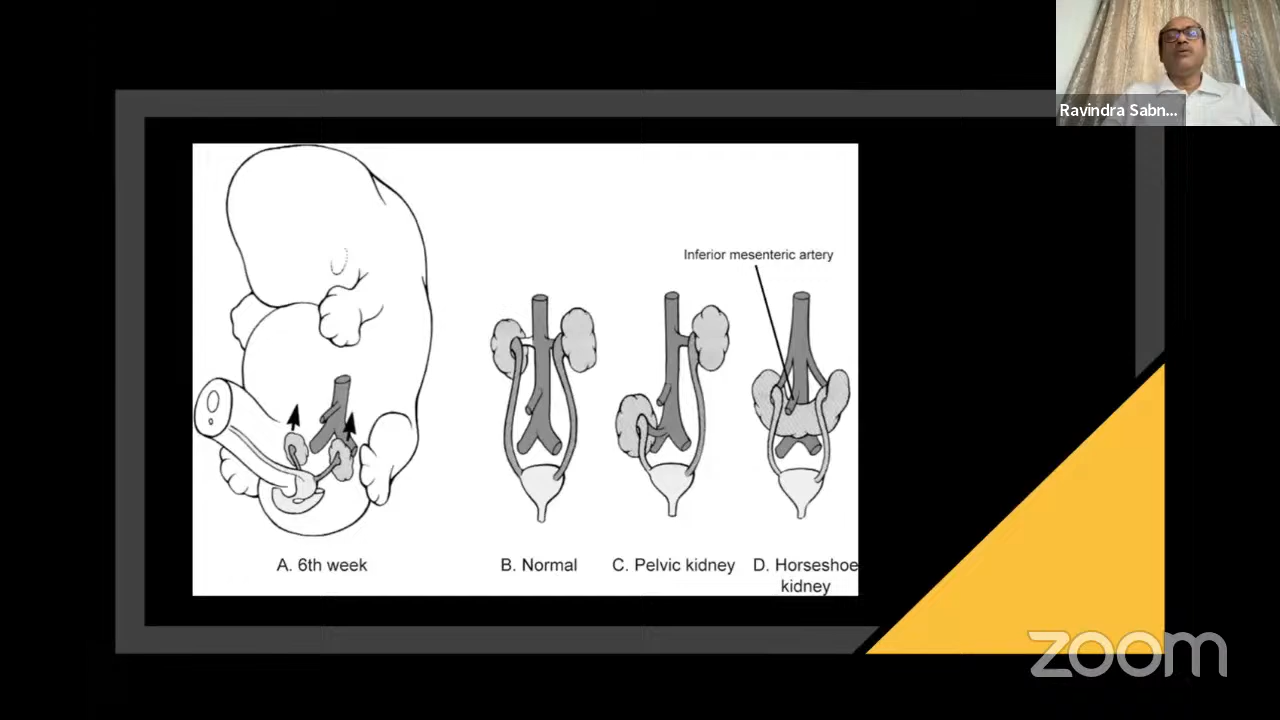 Ravindra Sabn...
Inferior mesenteric artery
A. 6th week
B. Normal
C. Pelvic kidney
D. Horseshoe
kidney
zoom